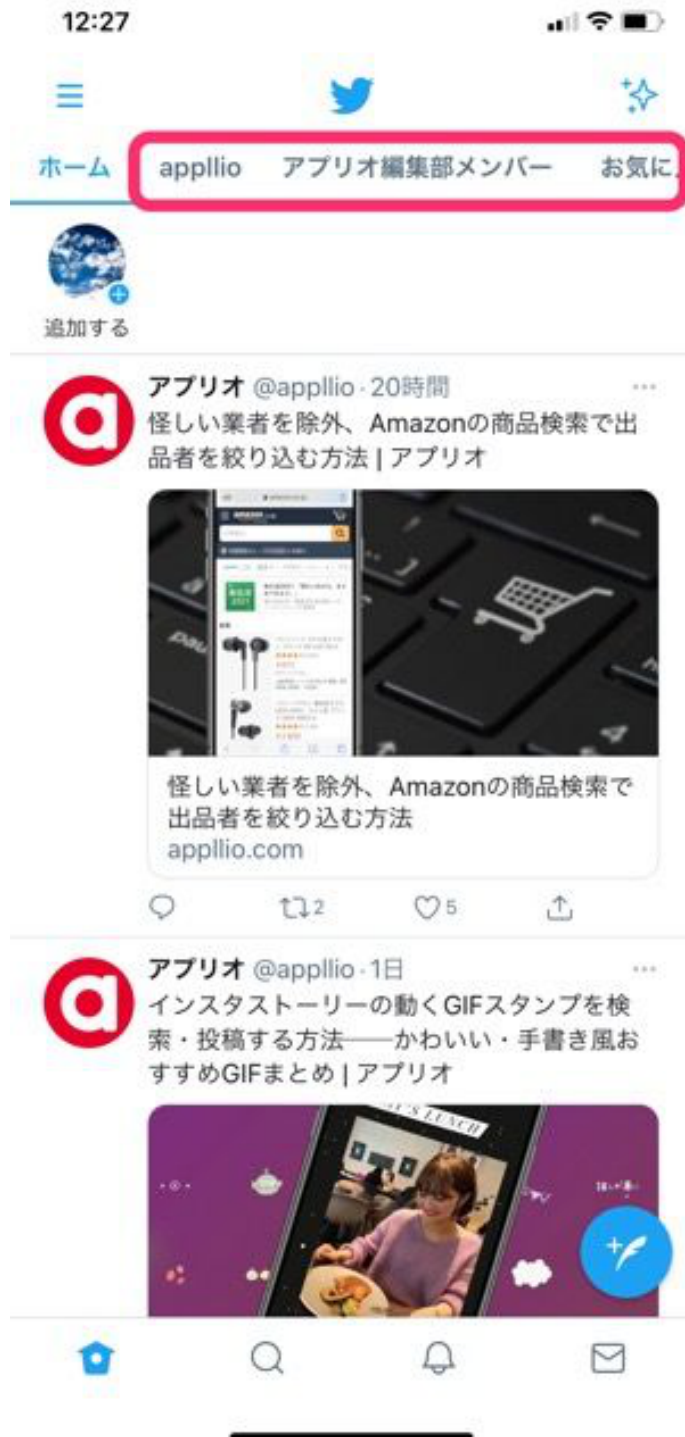 12:27
ホーム appllio アプリオ編集部メンバー お気に
追加する
アプリオ @appllio · 20時間
怪しい業者を除外、Amazonの商品検索で出
品者を絞り込む方法 | アプリオ
怪しい業者を除外、Amazonの商品検索で
出品者を絞り込む方法
appllio.com
2 5
アプリオ @appllio · 1日
インスタストーリーの動くGIFスタンプを検
索・投稿する方法──かわいい・手書き風お
すすめGIFまとめ | アプリオ
LUNCH